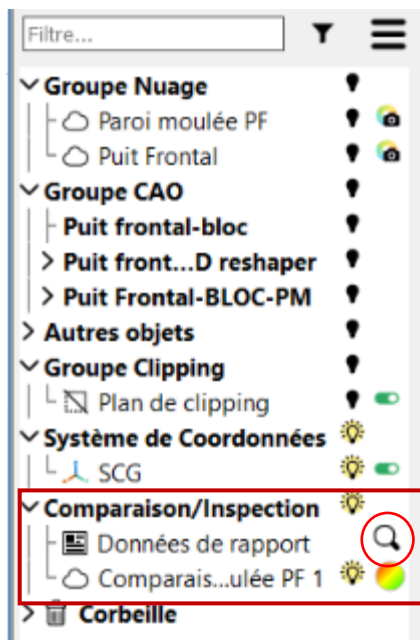 Filtre...
Groupe Nuage
Paroi moulée PF
Puit Frontal
Groupe CAO
Puit frontal-bloc
Puit front...D reshaper
Puit Frontal-BLOC-PM
Autres objets
Groupe Clipping
Plan de clipping
Système de Coordonnées
SCG
Comparaison/Inspection
Données de rapport
Comparais...ulée PF 1
Corbeille